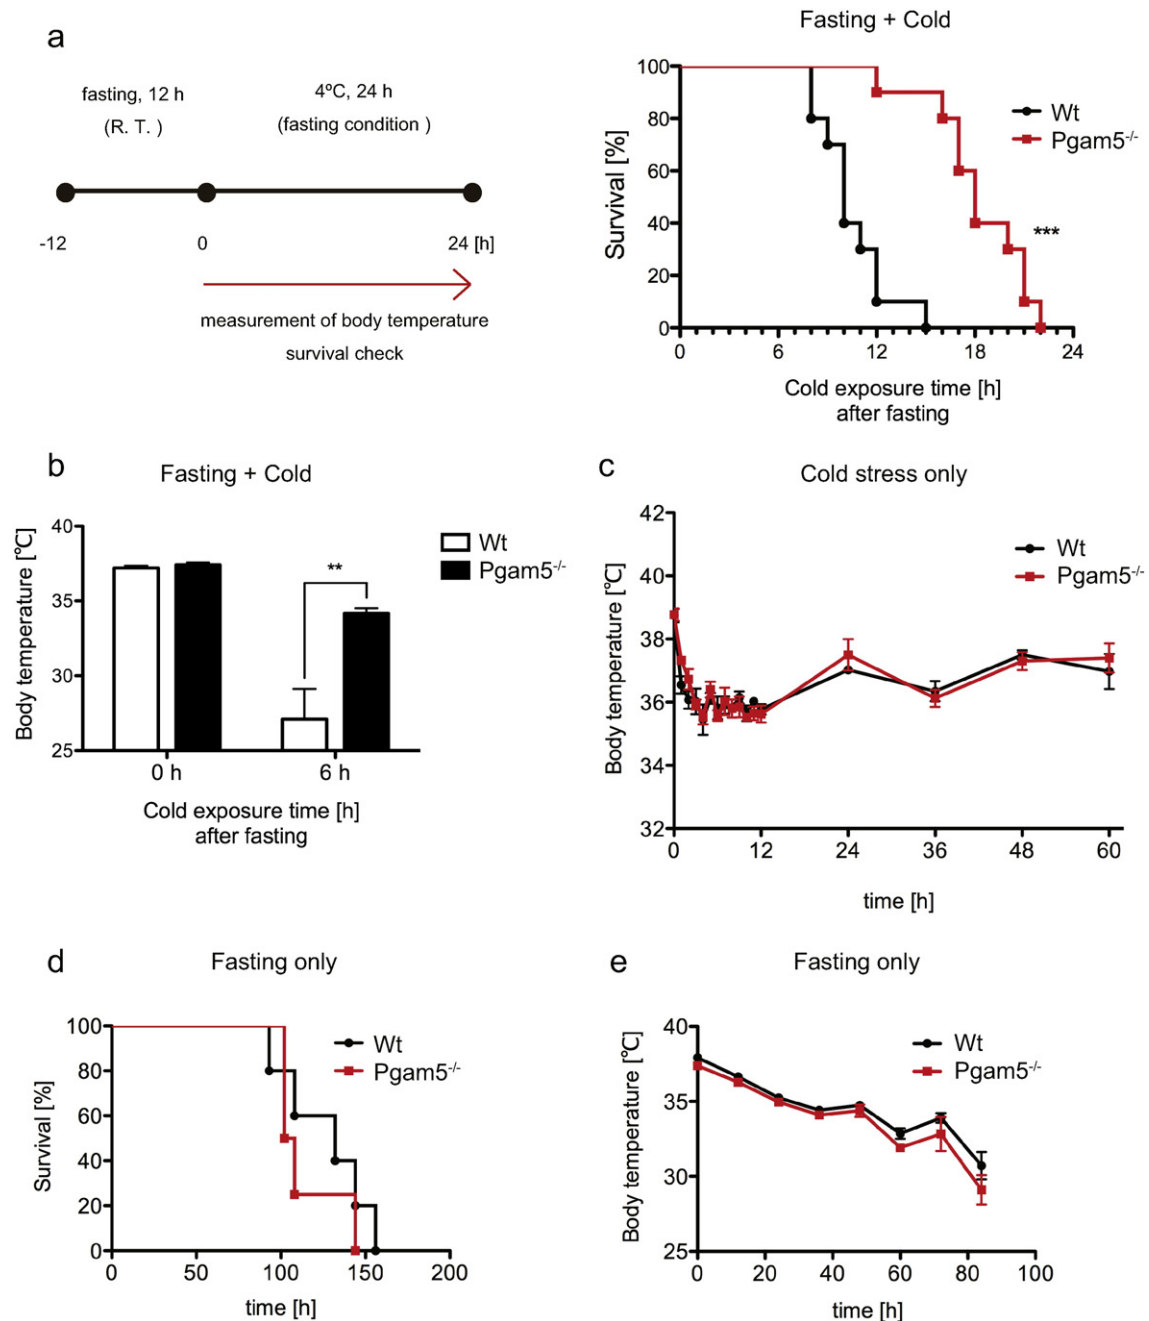 a
fasting, 12 h
(R. T. )
4ºC, 24 h
(fasting condition )
-12
0
24 [h]
measurement of body temperature
survival check
Fasting + Cold
Survival [%]
100
80
60
40
20
0
0
6
12
18
24
Wt
Pgam5-/-
***
Cold exposure time [h]
after fasting
b
Fasting + Cold
Body temperature [℃]
40
35
30
25
Wt
Pgam5-/-
**
0 h
6 h
Cold exposure time [h]
after fasting
c
Cold stress only
Body temperature [℃]
42
40
38
36
34
32
Wt
Pgam5-/-
0
12
24
36
48
60
time [h]
d
Fasting only
Survival [%]
100
80
60
40
20
0
Wt
Pgam5-/-
0
50
100
150
200
time [h]
e
Fasting only
Body temperature [℃]
40
35
30
25
Wt
Pgam5-/-
0
20
40
60
80
100
time [h]